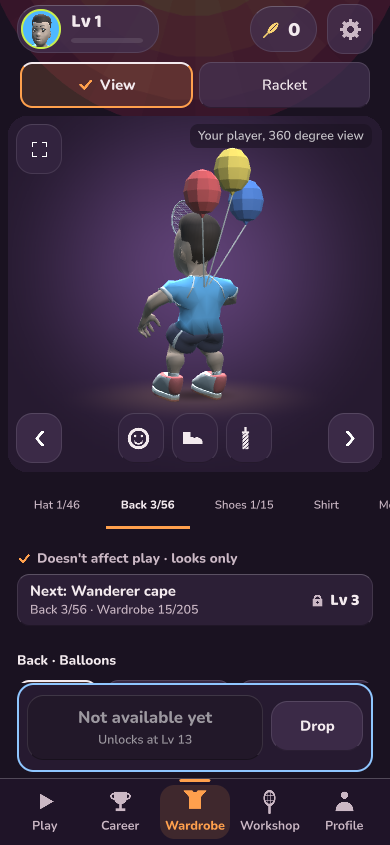 Lv 1
0
View
Racket
Your player, 360 degree view
Hat 1/46
Back 3/56
Shoes 1/15
Shirt
Doesn't affect play · looks only
Next: Wanderer cape
Back 3/56 · Wardrobe 15/205
Lv 3
Back · Balloons
Not available yet
Unlocks at Lv 13
Drop
Play
Career
Wardrobe
Workshop
Profile